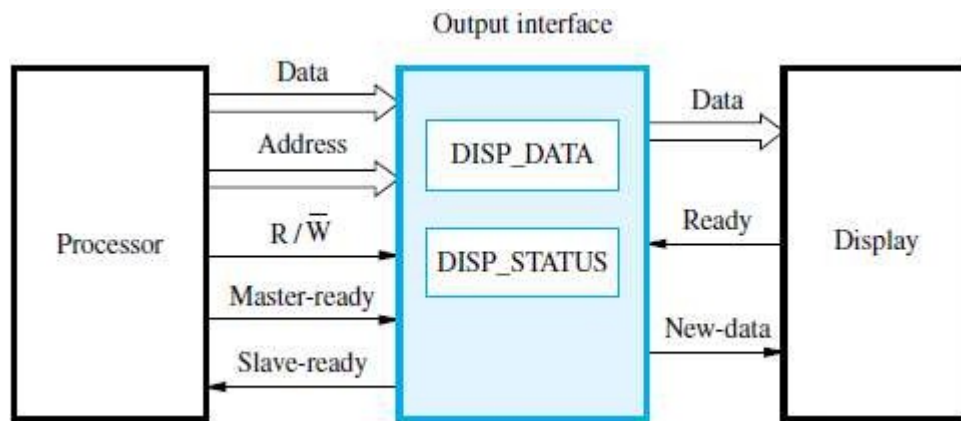 Output interface
Data
Data
Address
DISP_DATA
R / W̅
Ready
Processor
DISP_STATUS
Display
Master-ready
New-data
Slave-ready